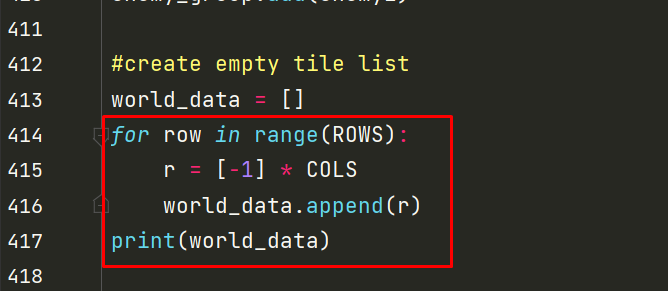 411
412 #create empty tile list
413 world_data = []
414 for row in range(ROWS):
415     r = [-1] * COLS
416     world_data.append(r)
417 print(world_data)
418